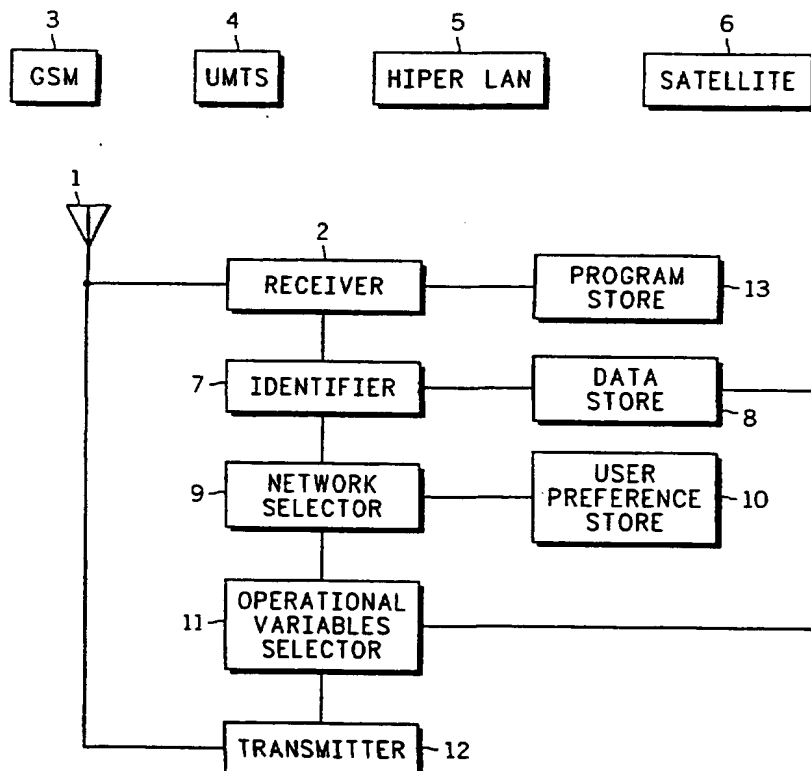 3 4 5 6
GSM UMTS HIPER LAN SATELLITE
1
2
RECEIVER PROGRAM STORE 13
7 IDENTIFIER DATA STORE 8
9 NETWORK SELECTOR USER PREFERENCE STORE 10
11 OPERATIONAL VARIABLES SELECTOR
TRANSMITTER 12